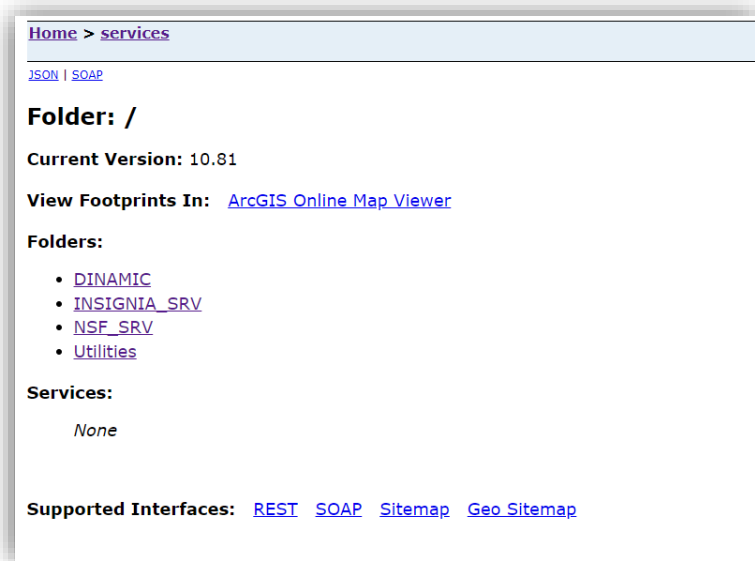 Home > services
JSON | SOAP
Folder: /
Current Version: 10.81
View Footprints In: ArcGIS Online Map Viewer
Folders:
• DINAMIC
• INSIGNIA_SRV
• NSF_SRV
• Utilities
Services:
None
Supported Interfaces: REST SOAP Sitemap Geo Sitemap